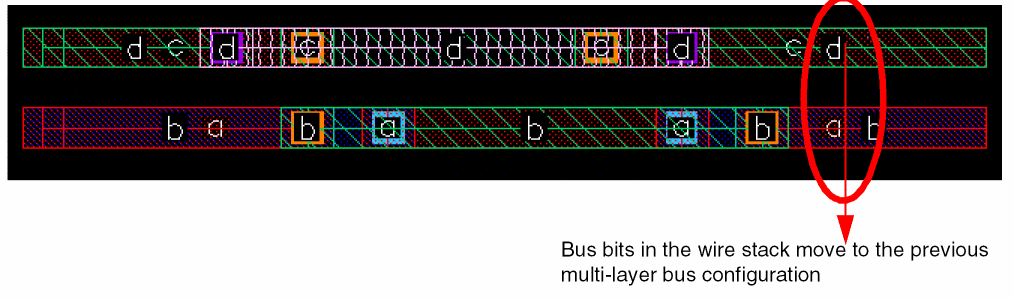 d c d c d c d c d
b a b a b a b a b
Bus bits in the wire stack move to the previous
multi-layer bus configuration